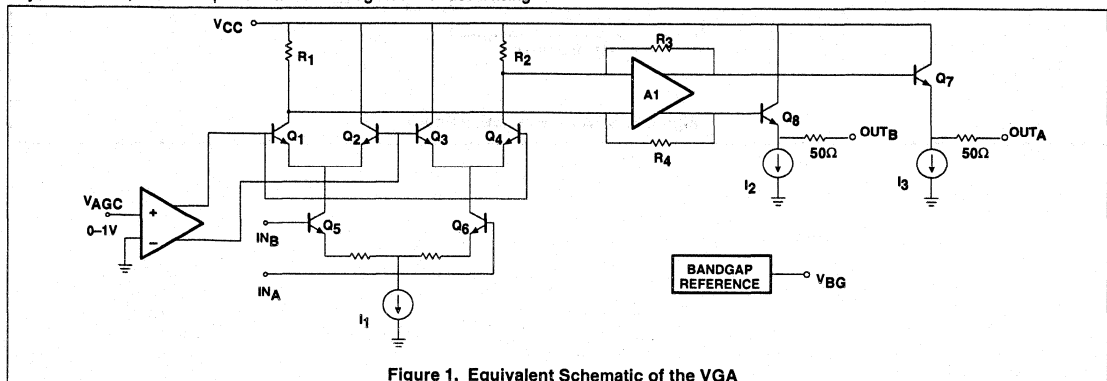 VCC
R1
R2
R3
A1
R4
Q7
Q8
OUTA
50Ω
I3
OUTB
50Ω
I2
Q1
Q2
Q3
Q4
VAGC
0–1V
+
–
INB
Q5
Q6
INA
I1
BANDGAP
REFERENCE
VBG
Figure 1. Equivalent Schematic of the VGA